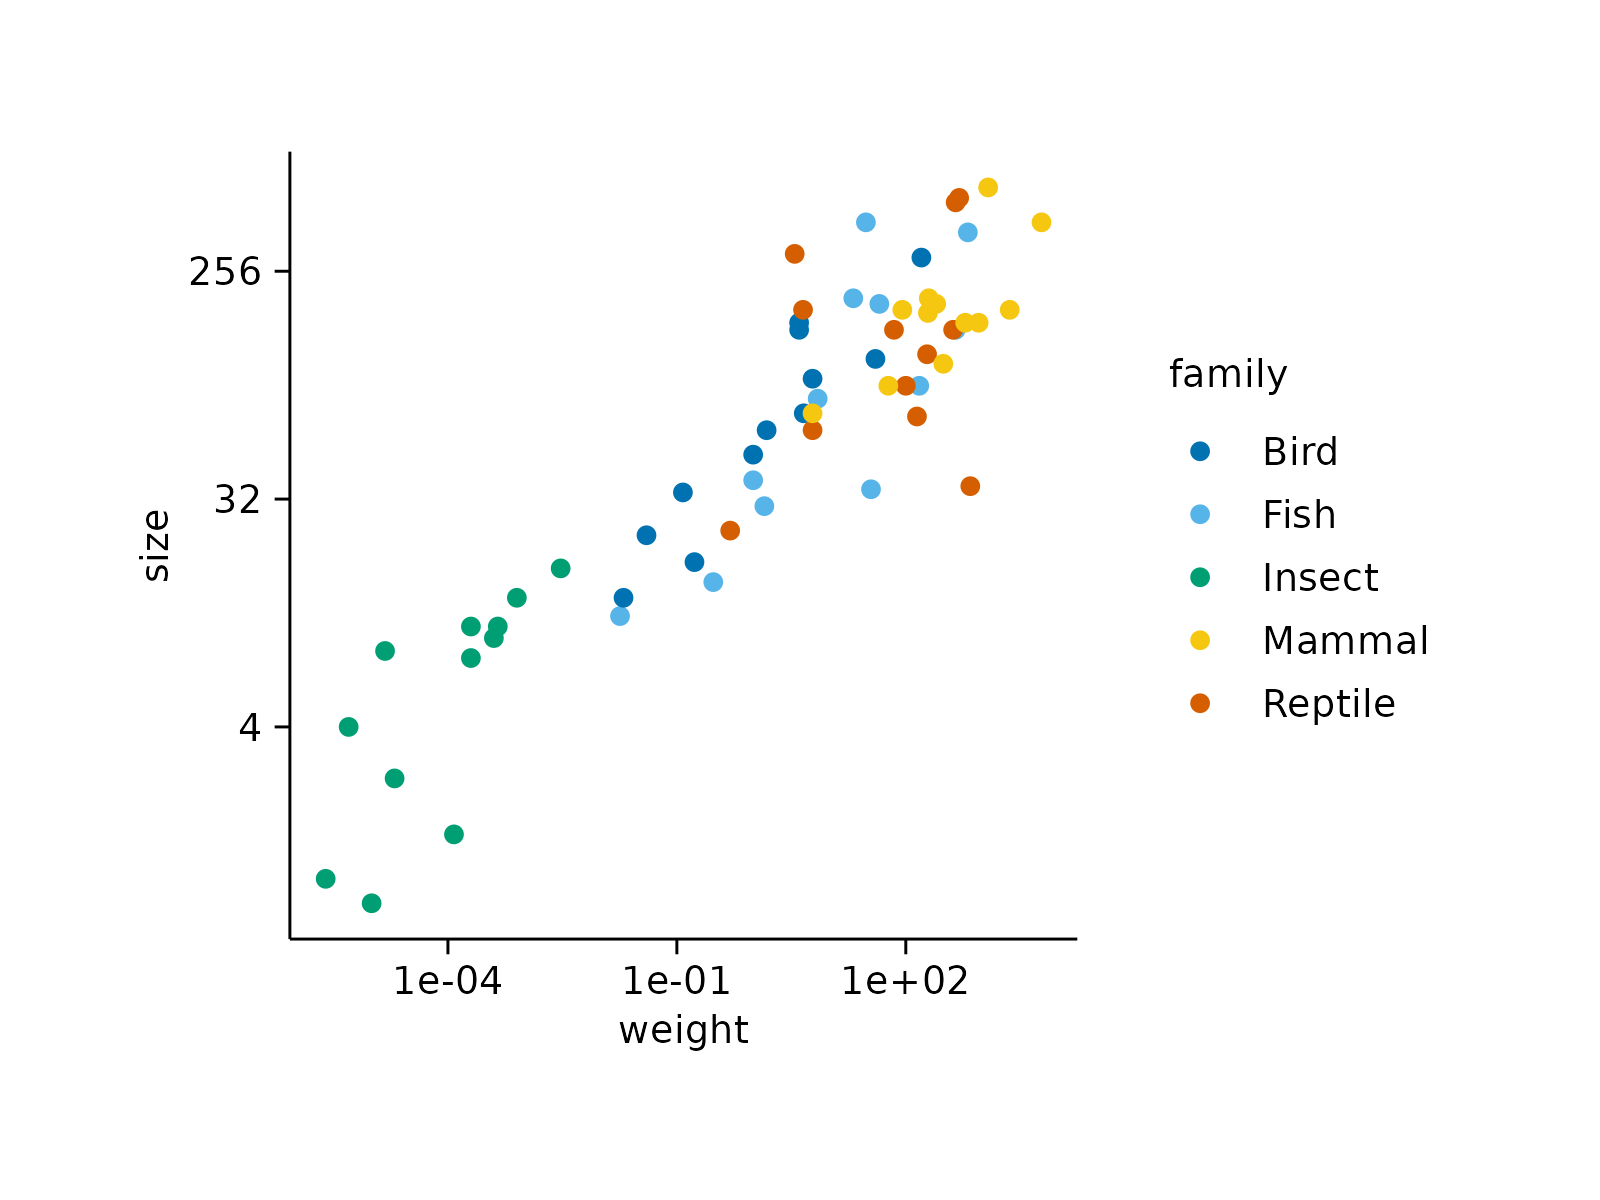 256
32
4
size
1e-04
1e-01
1e+02
weight
family
Bird
Fish
Insect
Mammal
Reptile